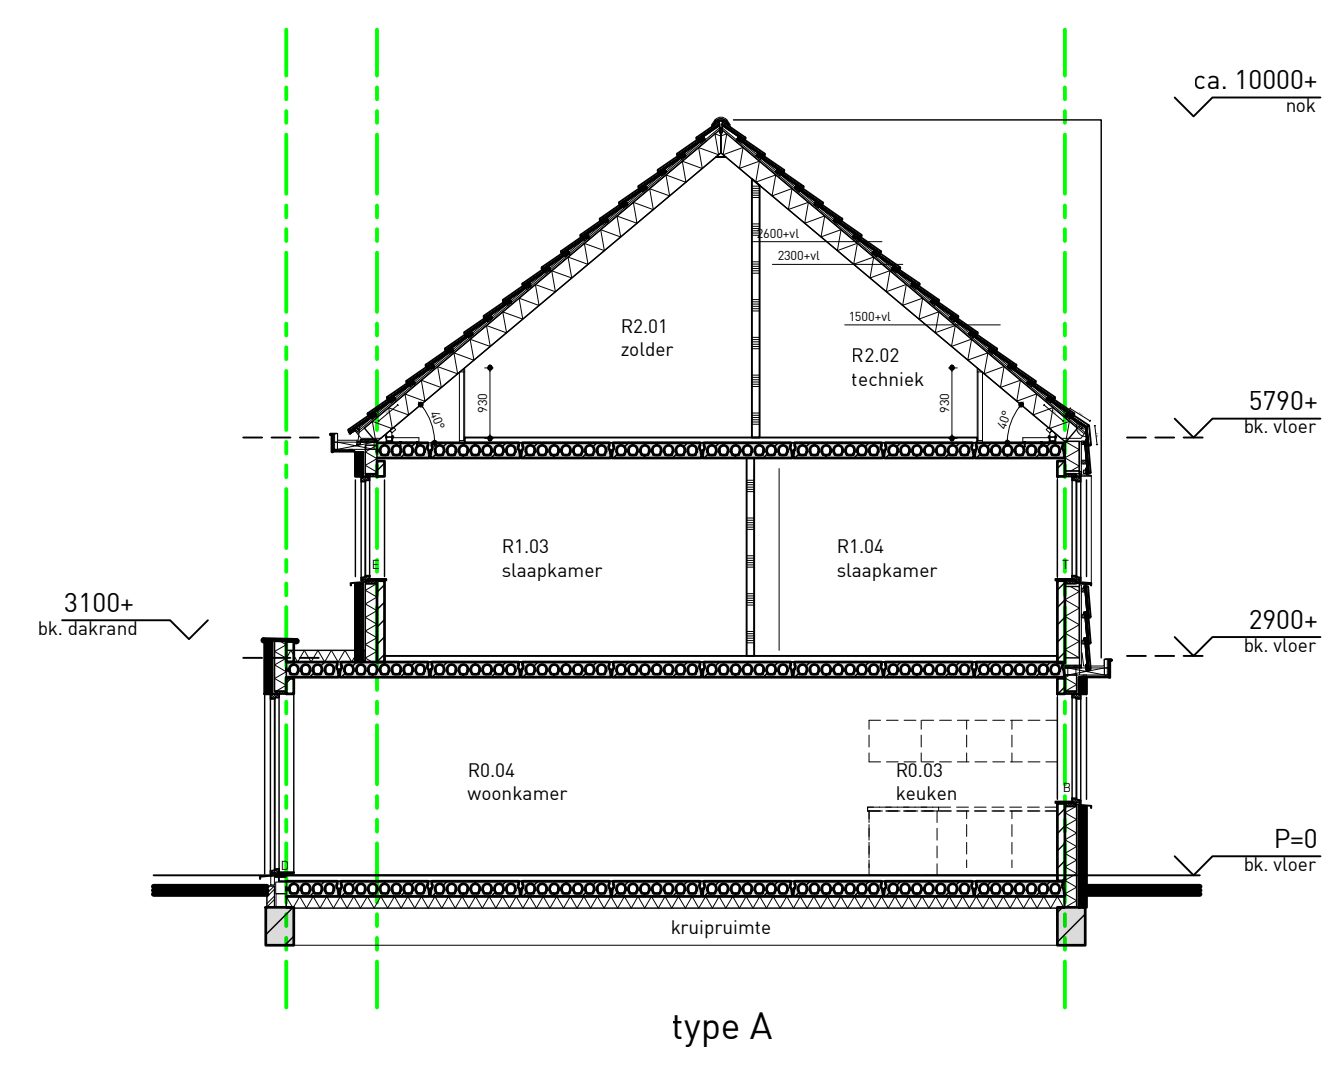 ca. 10000+
nok
2600+vl
2300+vl
1500+vl
R2.01
zolder
R2.02
techniek
930
930
40°
40°
5790+
bk. vloer
R1.03
slaapkamer
R1.04
slaapkamer
3100+
bk. dakrand
2900+
bk. vloer
R0.04
woonkamer
R0.03
keuken
P=0
bk. vloer
kruipruimte
type A